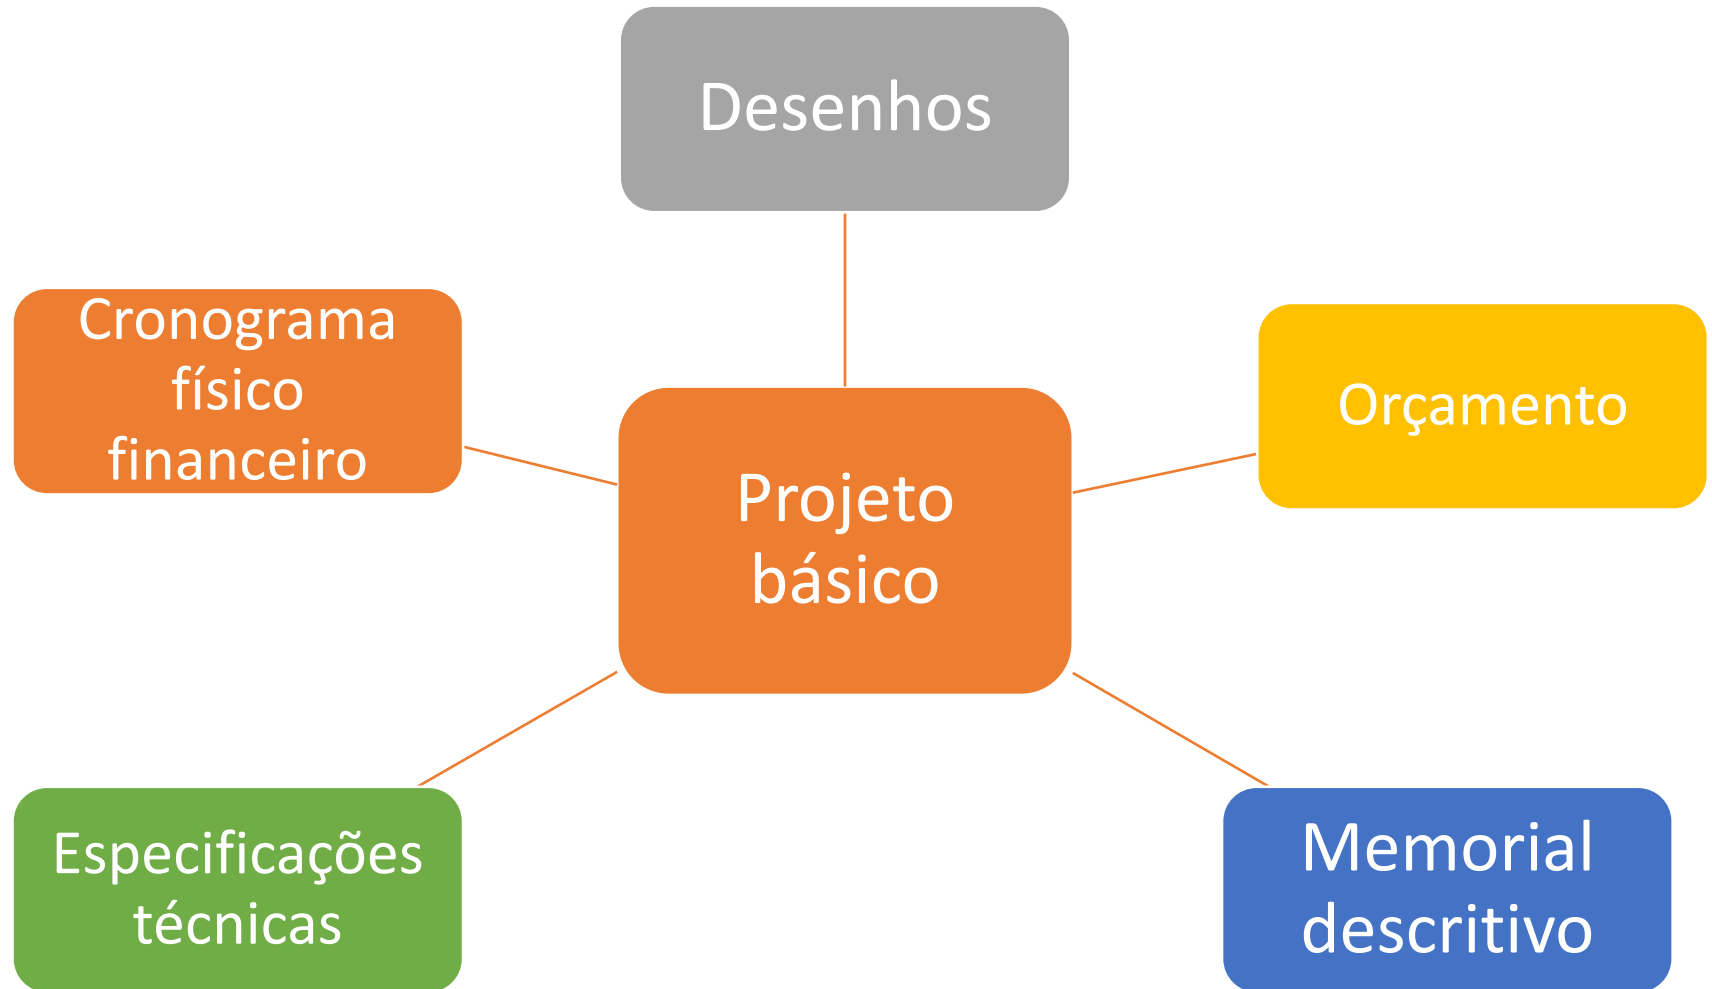 Desenhos
Cronograma
físico
financeiro
Orçamento
Projeto
básico
Especificações
técnicas
Memorial
descritivo